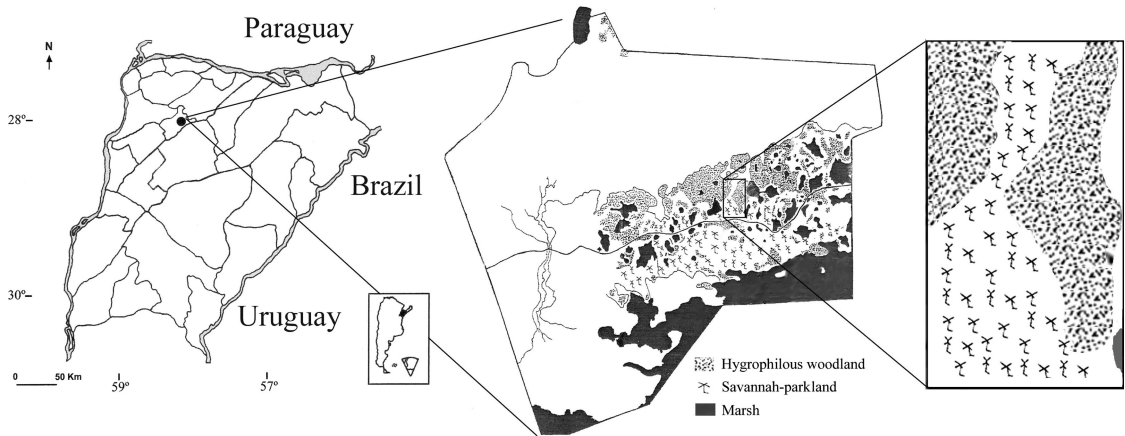 Paraguay
N
28º
Brazil
30º
Uruguay
0 50 Km
59º
57º
Hygrophilous woodland
Savannah-parkland
Marsh